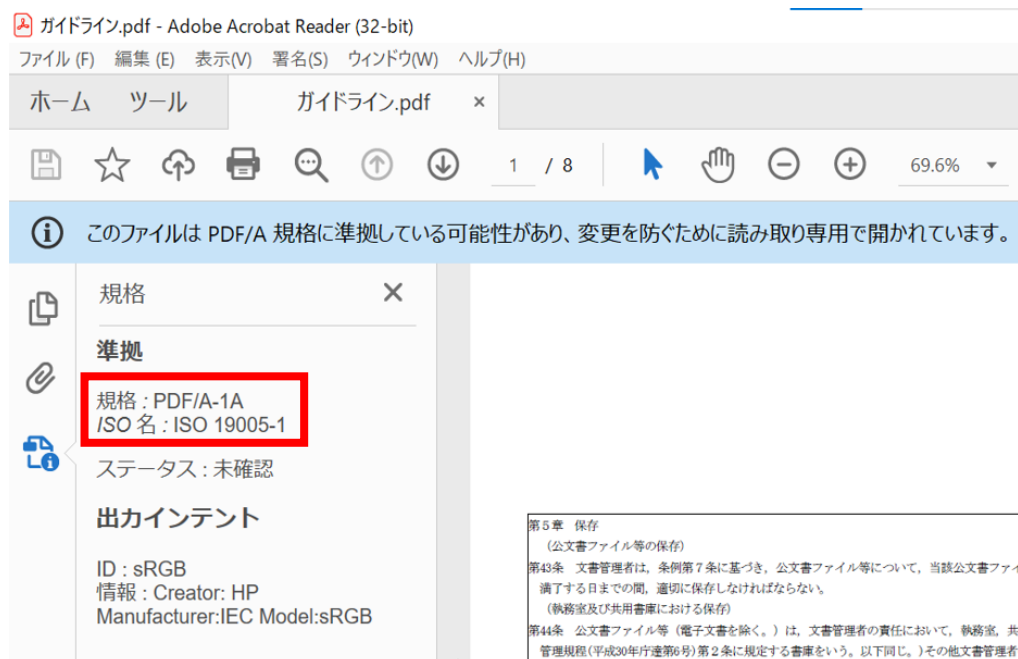 ガイドライン.pdf - Adobe Acrobat Reader (32-bit)
ファイル (F) 編集 (E) 表示(V) 署名(S) ウィンドウ(W) ヘルプ(H)
ホーム ツール ガイドライン.pdf ×
1 / 8 69.6%
このファイルは PDF/A 規格に準拠している可能性があり、変更を防ぐために読み取り専用で開かれています。
規格
準拠
規格 : PDF/A-1A
ISO 名 : ISO 19005-1
ステータス : 未確認
出力インテント
ID : sRGB
情報 : Creator: HP
Manufacturer:IEC Model:sRGB
第5章 保存
(公文書ファイル等の保存)
第43条 文書管理者は，条例第7条に基づき，公文書ファイル等について，当該公文書ファイ
満了する日までの間，適切に保存しなければならない。
(執務室及び共用書庫における保存)
第44条 公文書ファイル等（電子文書を除く。）は，文書管理者の責任において，執務室，共
管理規程(平成30年庁達第6号)第2条に規定する書庫をいう。以下同じ。)その他文書管理者